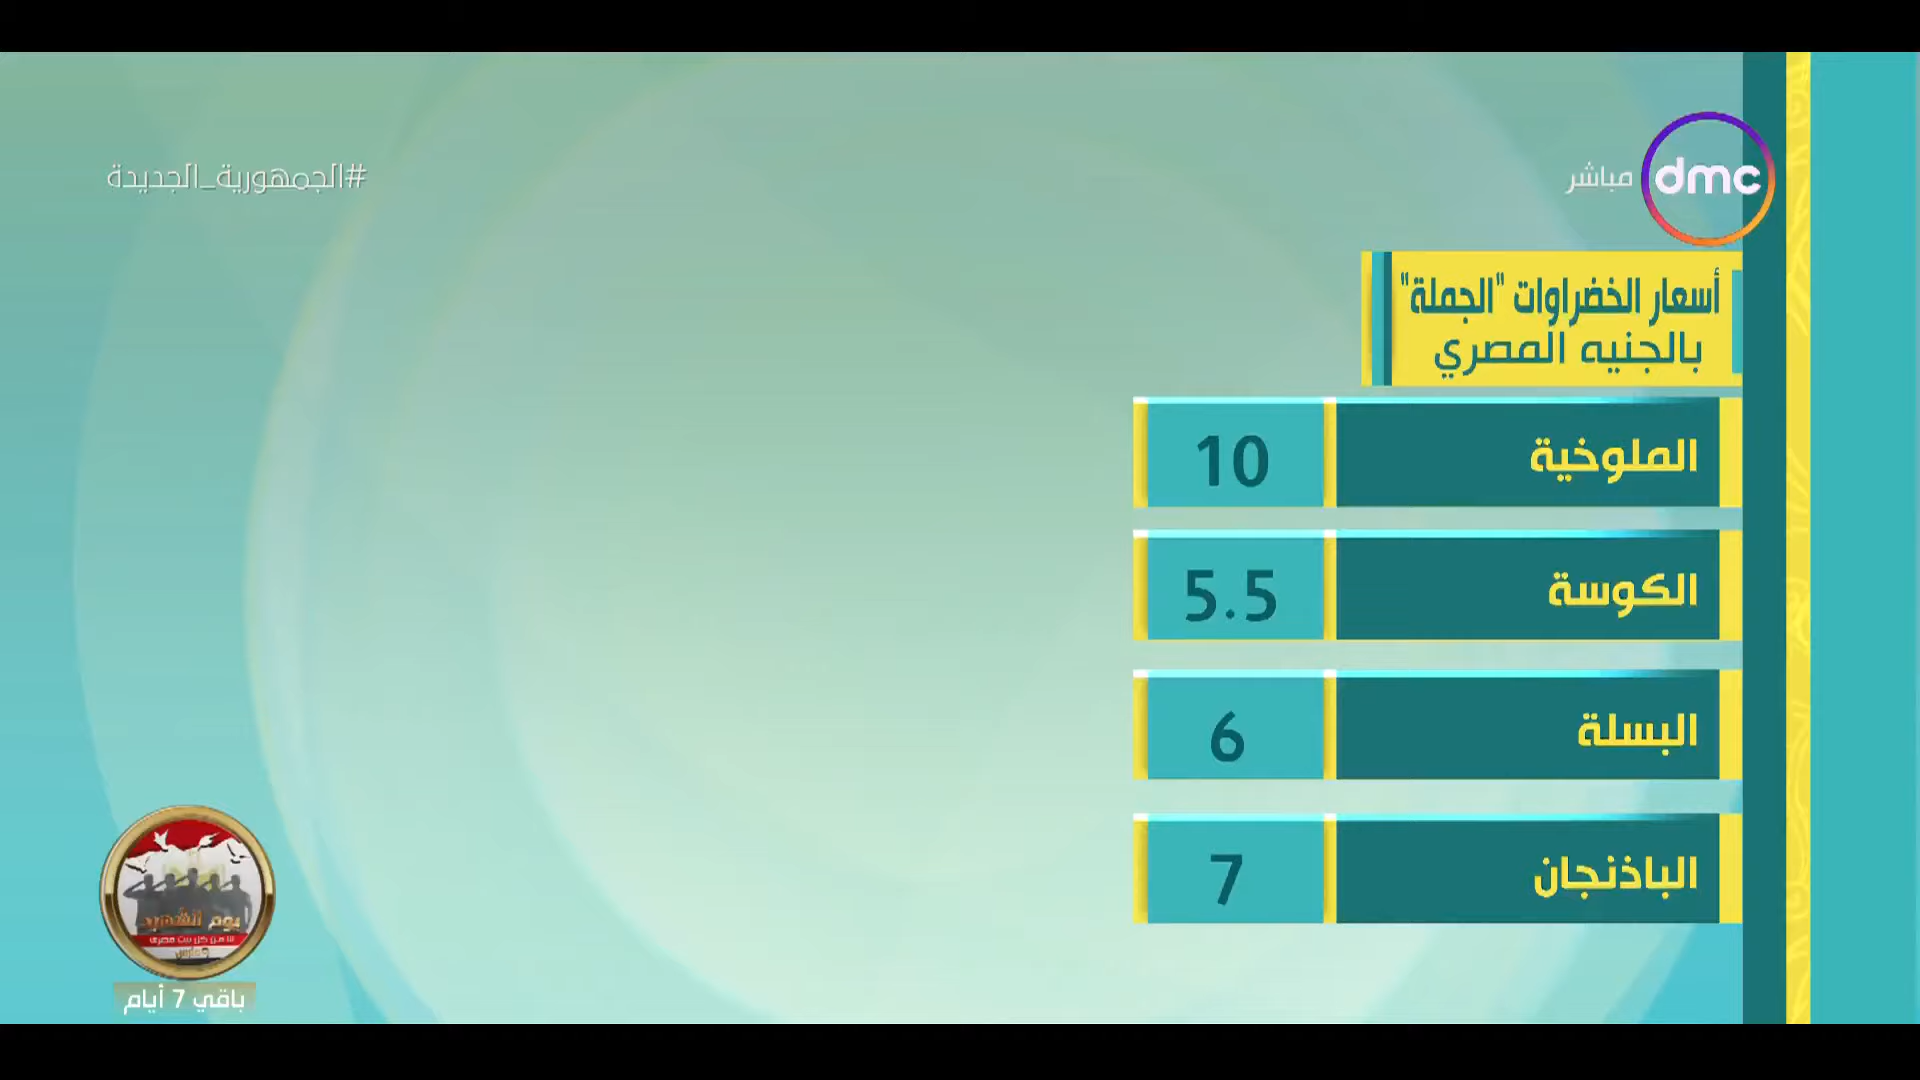 #الجمهورية_الجديدة
dmc مباشر
أسعار الخضراوات "الجملة"
بالجنيه المصري
الملوخية 10
الكوسة 5.5
البسلة 6
الباذنجان 7
يوم الشهيد
باقي 7 أيام